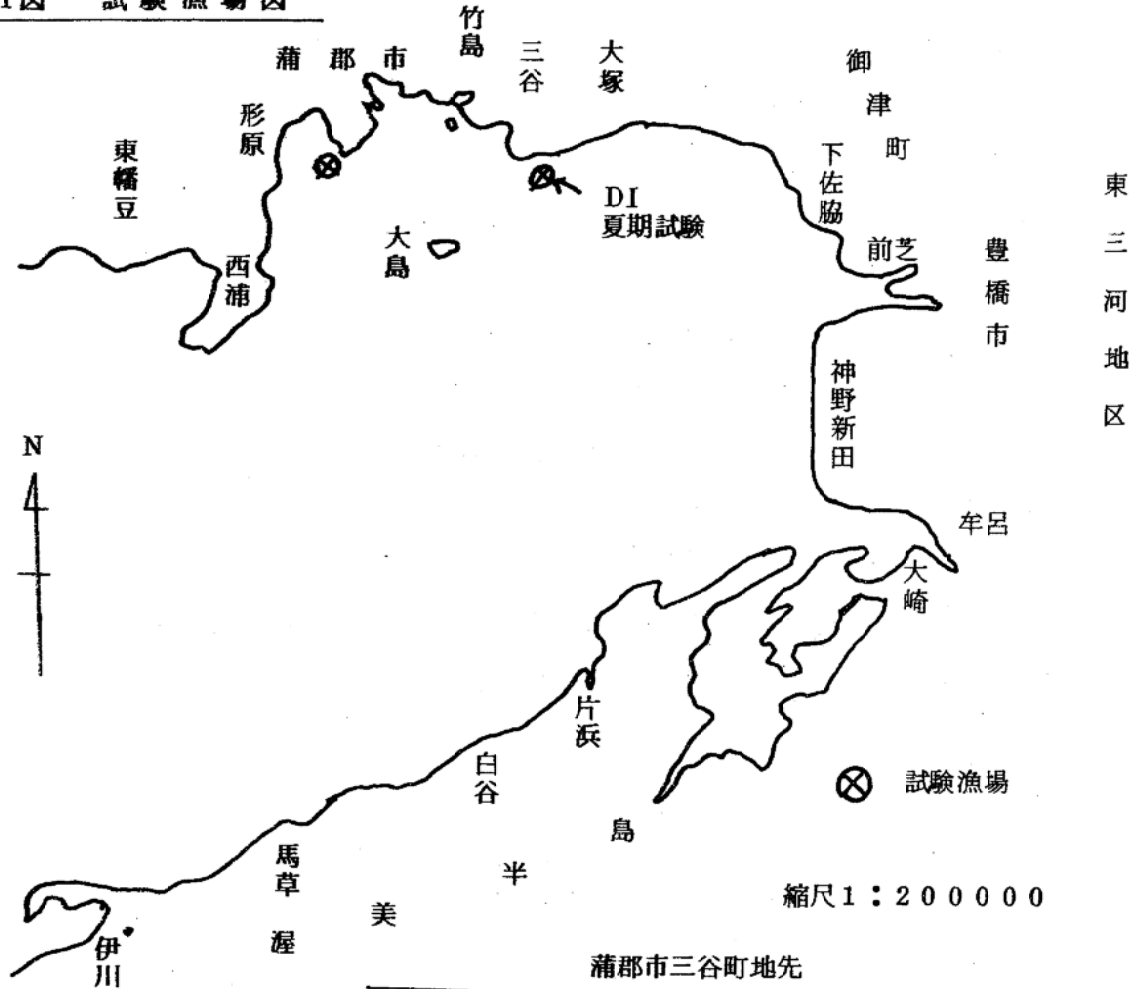 1図 試験漁場図
竹島
三谷
大塚
蒲郡市
御津町
形原
東幡豆
下佐脇
東三河地区
DI
夏期試験
大島
前芝
豊橋市
西浦
神野新田
N
牟呂
大崎
片浜
白谷
試験漁場
馬草
渥美半島
縮尺1:200000
伊川
蒲郡市三谷町地先